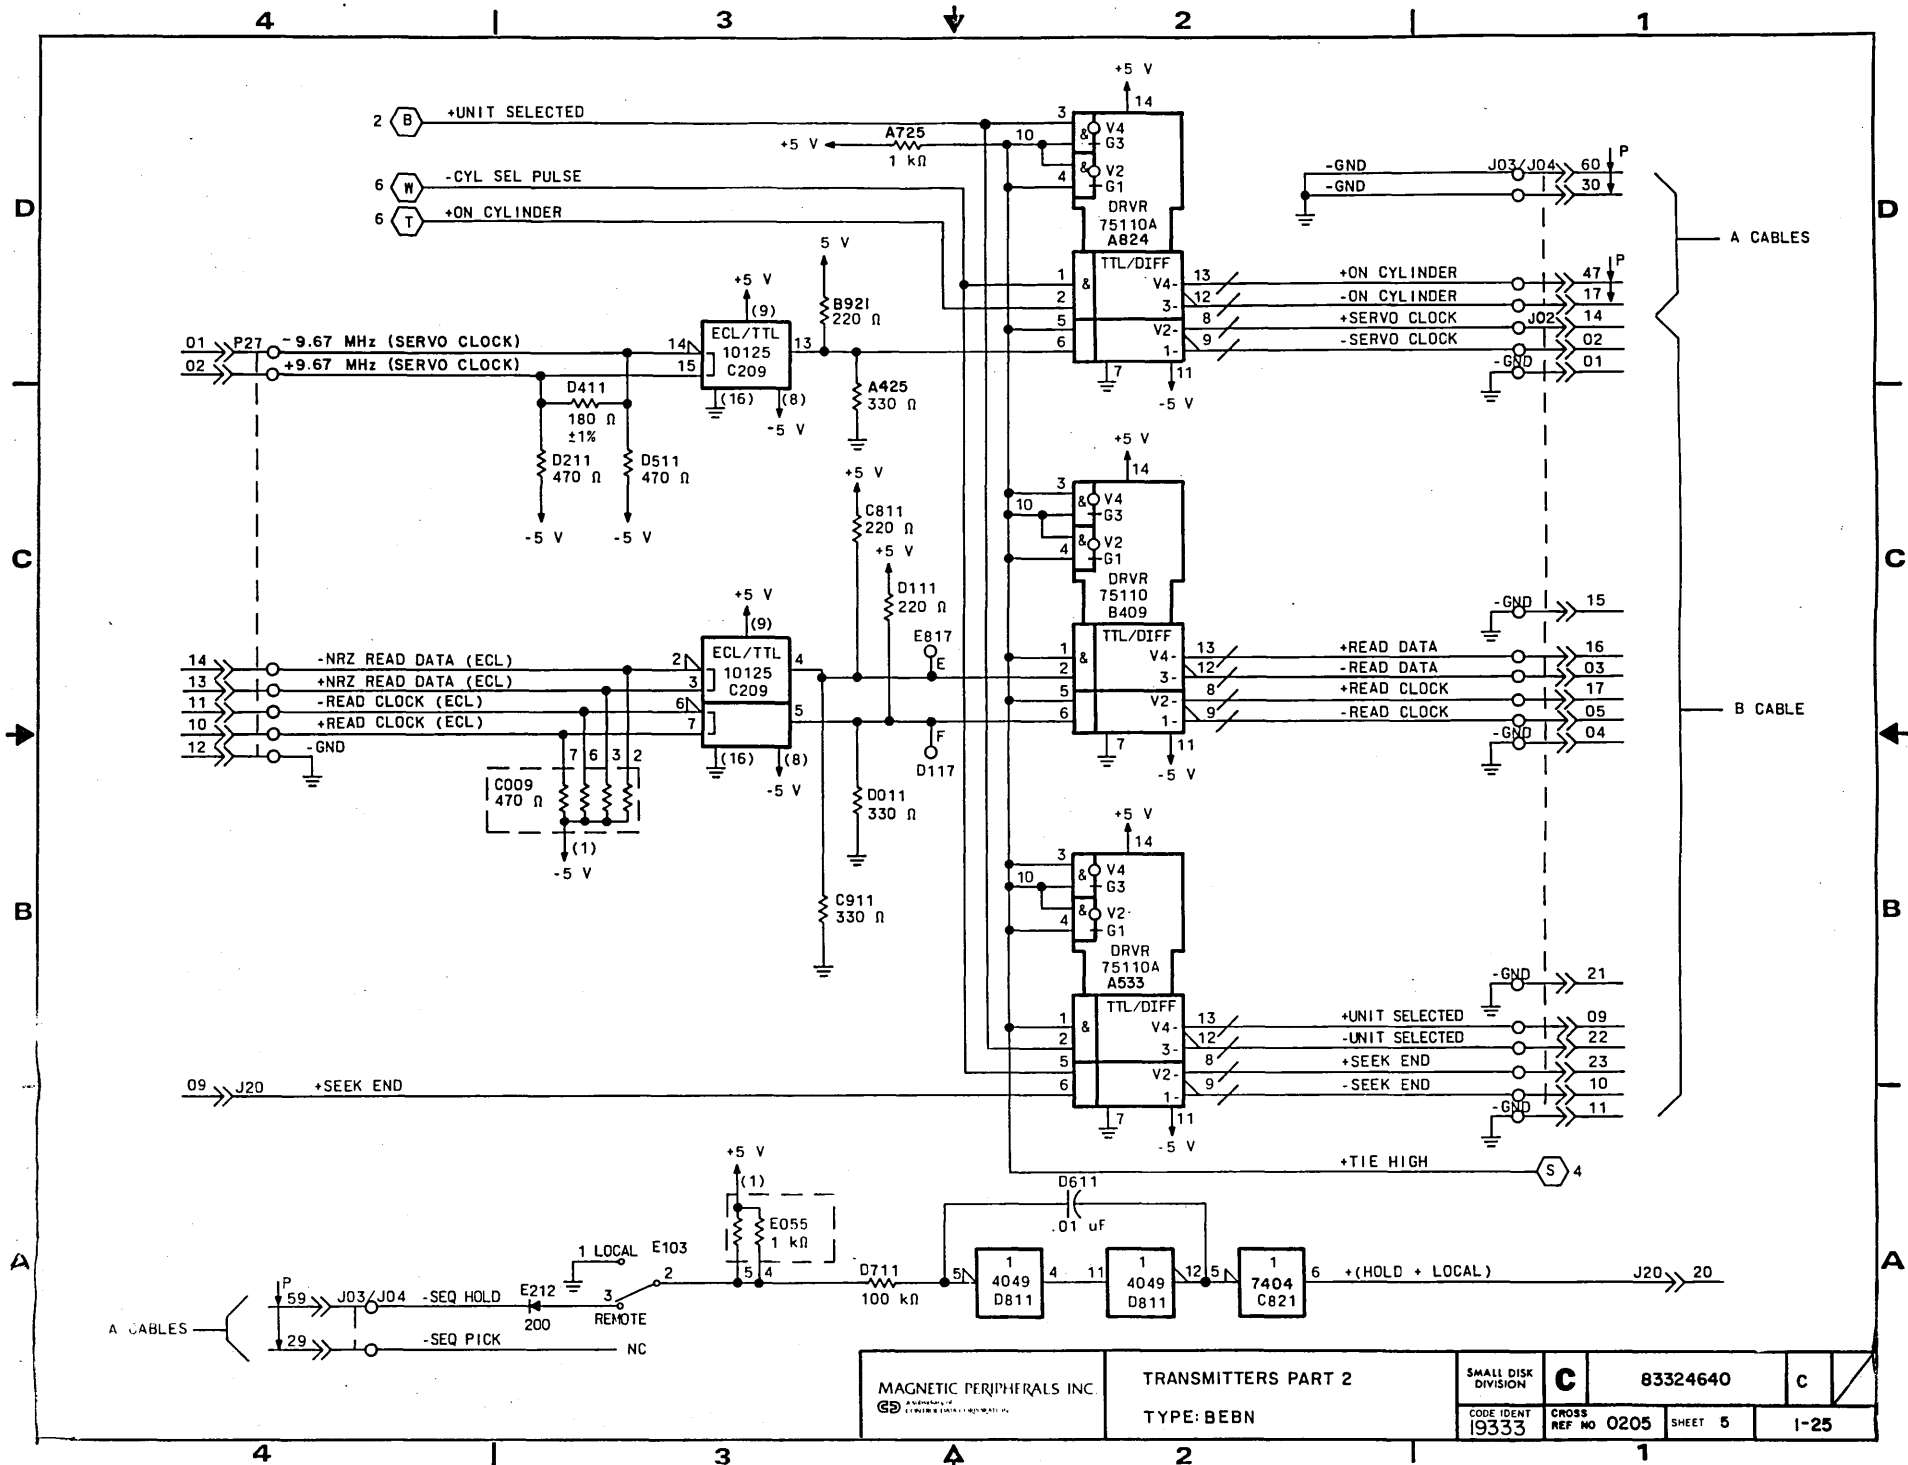 4 3 2 1
D D
C C
B B
A A
2 B +UNIT SELECTED
6 W -CYL SEL PULSE
6 T +ON CYLINDER
+5 V A725 1 kΩ
+5 V
14
3 10 4
& V4
G3
& V2
G1
DRVR
75110A
A824
TTL/DIFF
1 & V4- 13 +ON CYLINDER 47 P
2 3- 12 -ON CYLINDER 17
5 V2- 8 +SERVO CLOCK J02 14
6 1- 9 -SERVO CLOCK 02
-GND 01
7 11
-5 V
-GND J03/J04 60 P
-GND 30
A CABLES
01 P27 -9.67 MHz (SERVO CLOCK)
02 +9.67 MHz (SERVO CLOCK)
D411
180 Ω
±1%
D211
470 Ω
D511
470 Ω
-5 V -5 V
+5 V
(9)
ECL/TTL
14 10125 13
15 C209
(16) (8)
-5 V
5 V
B921
220 Ω
A425
330 Ω
+5 V
C811
220 Ω
+5 V
D111
220 Ω
E817
E
+5 V
14
3 10 4
& V4
G3
& V2
G1
DRVR
75110
B409
TTL/DIFF
-GND 15
1 & V4- 13 +READ DATA 16
2 3- 12 -READ DATA 03
5 V2- 8 +READ CLOCK 17
6 1- 9 -READ CLOCK 05
-GND 04
7 11
-5 V
B CABLE
14 -NRZ READ DATA (ECL)
13 +NRZ READ DATA (ECL)
11 -READ CLOCK (ECL)
10 +READ CLOCK (ECL)
12 -GND
+5 V
(9)
ECL/TTL
2 10125 4
3 C209
6 5
7
(16) (8)
-5 V
7 6 3 2
C009
470 Ω
(1)
-5 V
F
D117
D011
330 Ω
C911
330 Ω
+5 V
14
3 10 4
& V4
G3
& V2
G1
DRVR
75110A
A533
TTL/DIFF
-GND 21
1 & V4- 13 +UNIT SELECTED 09
2 3- 12 -UNIT SELECTED 22
5 V2- 8 +SEEK END 23
6 1- 9 -SEEK END 10
-GND 11
7 11
-5 V
09 J20 +SEEK END
+TIE HIGH S 4
+5 V
(1)
E055
1 kΩ
5 4
1 LOCAL E103
2
3
REMOTE
D711
100 kΩ
D611
.01 uF
5 1 4049 D811 4
11 1 4049 D811 12
5 1 7404 C821 6
+(HOLD + LOCAL) J20 20
A CABLES
P
59 J03/J04 -SEQ HOLD E212
200
29 -SEQ PICK NC
MAGNETIC PERIPHERALS INC.
a subsidiary of
CONTROL DATA CORPORATION
TRANSMITTERS PART 2
TYPE: BEBN
SMALL DISK
DIVISION
C 83324640 C
CODE IDENT
19333
CROSS
REF NO 0205
SHEET 5
1-25
4 3 2 1